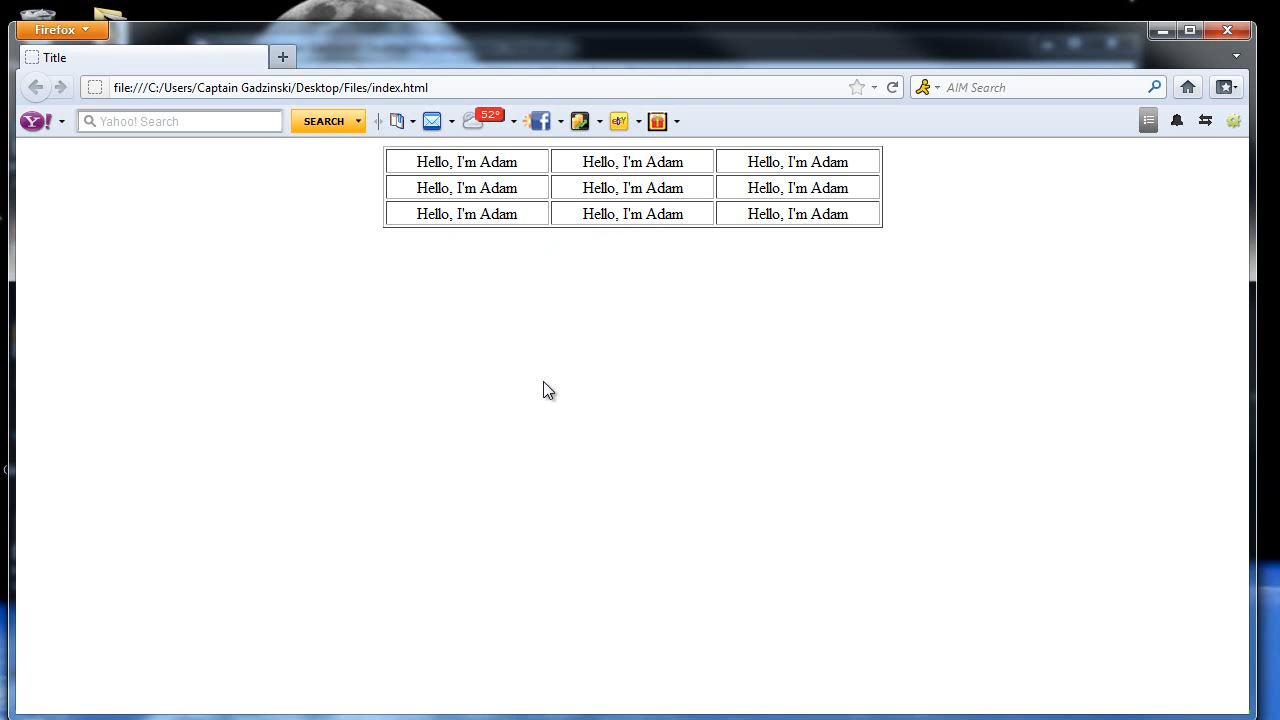 Firefox
Title
file:///C:/Users/Captain Gadzinski/Desktop/Files/index.html
AIM Search
Y!
Yahoo! Search
SEARCH
52°
ebY
Hello, I'm Adam Hello, I'm Adam Hello, I'm Adam
Hello, I'm Adam Hello, I'm Adam Hello, I'm Adam
Hello, I'm Adam Hello, I'm Adam Hello, I'm Adam